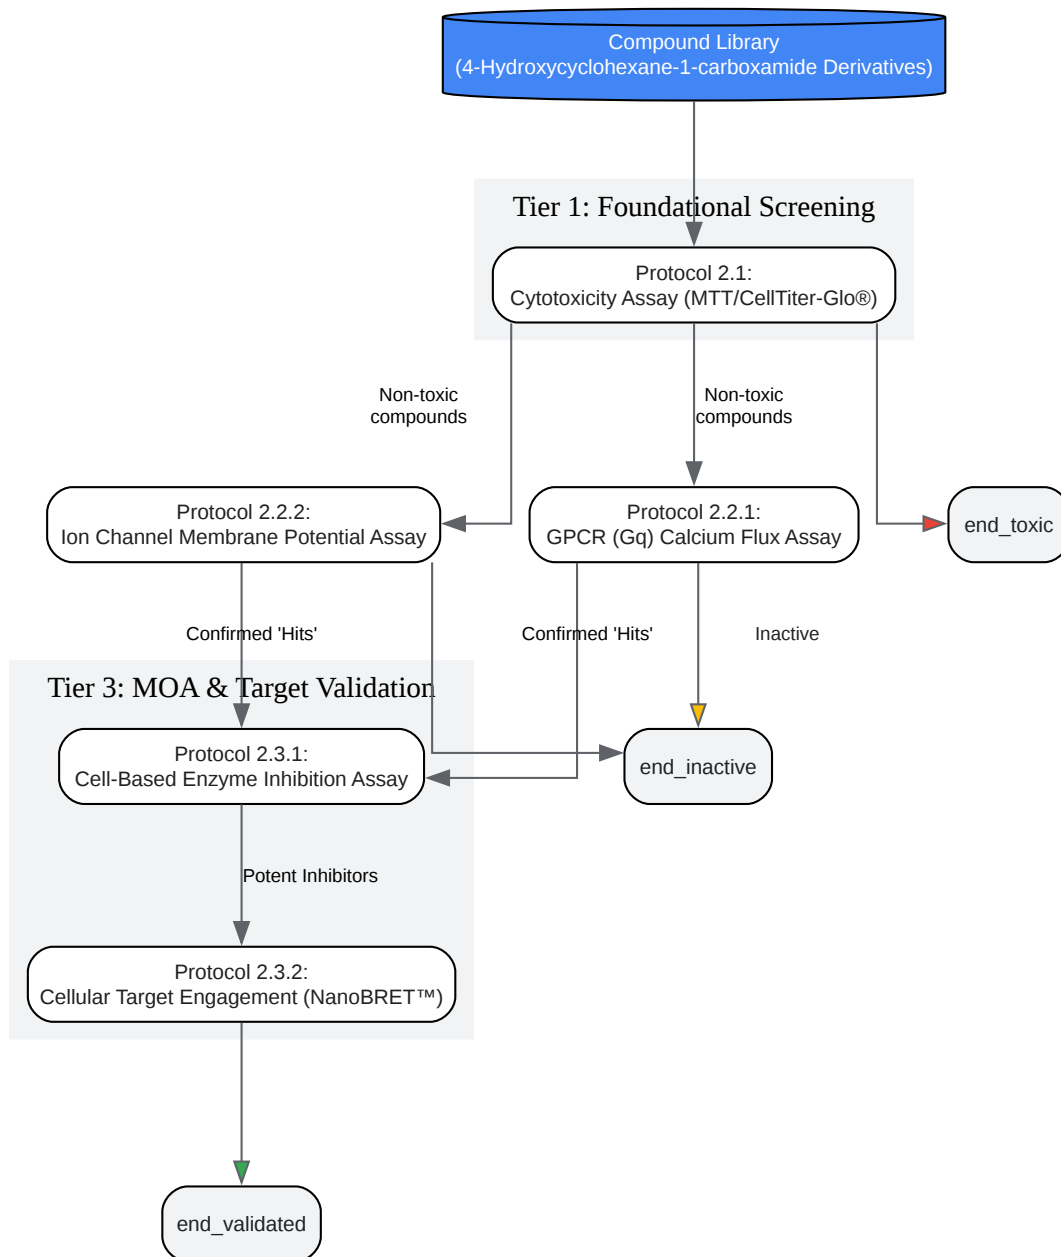 Compound Library
(4-Hydroxycyclohexane-1-carboxamide Derivatives)
Tier 1: Foundational Screening
Protocol 2.1:
Cytotoxicity Assay (MTT/CellTiter-Glo®)
Non-toxic
compounds
Non-toxic
compounds
Protocol 2.2.2:
Ion Channel Membrane Potential Assay
Protocol 2.2.1:
GPCR (Gq) Calcium Flux Assay
end_toxic
Confirmed 'Hits'
Confirmed 'Hits'
Inactive
Tier 3: MOA & Target Validation
Protocol 2.3.1:
Cell-Based Enzyme Inhibition Assay
end_inactive
Potent Inhibitors
Protocol 2.3.2:
Cellular Target Engagement (NanoBRET™)
end_validated